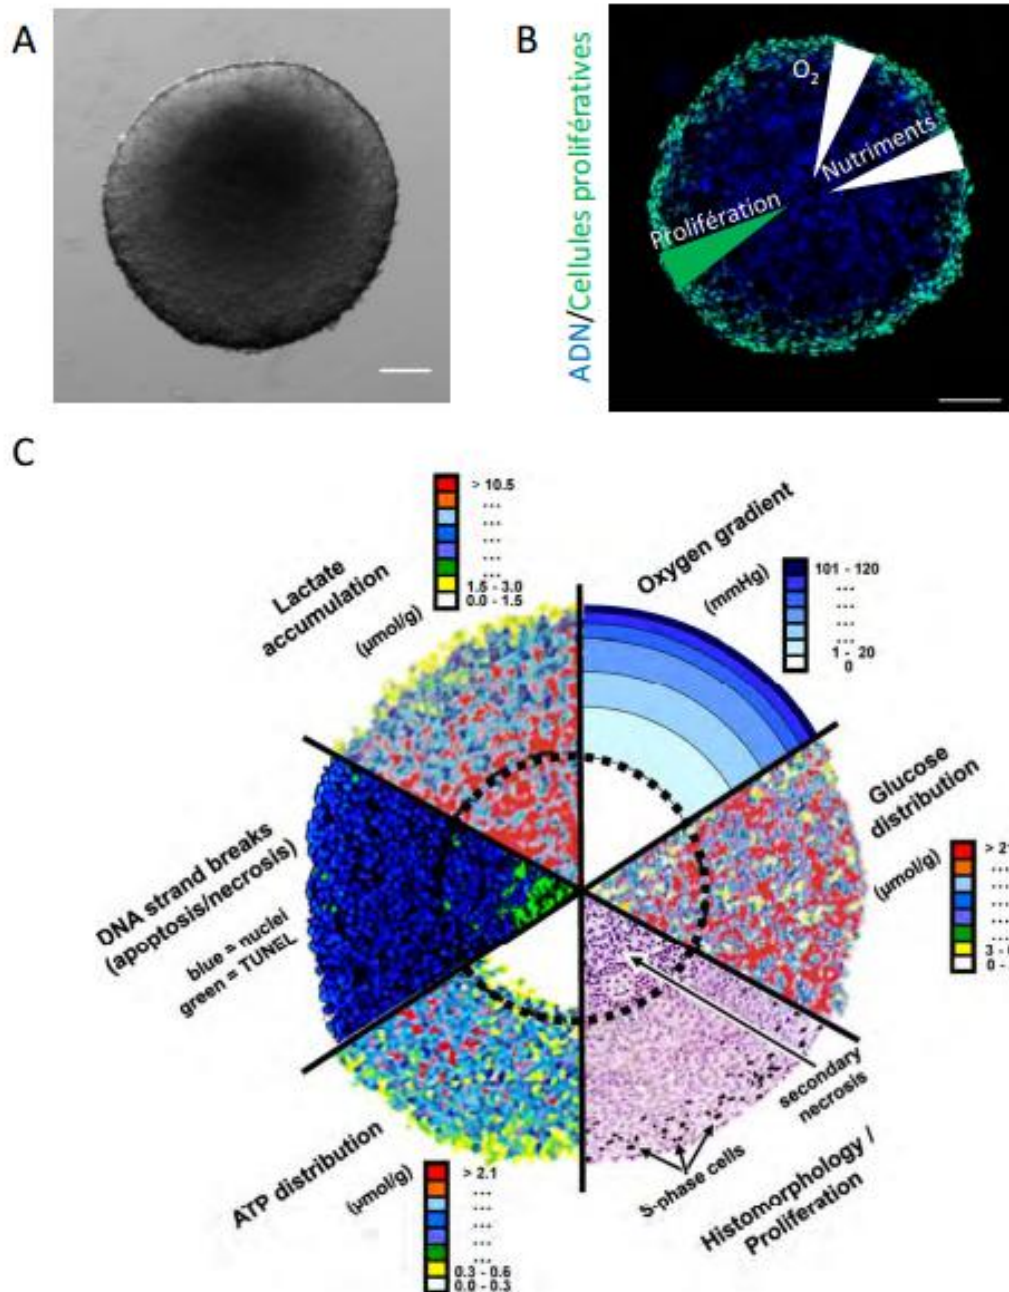 A
B
ADN/Cellules prolifératives
O2
Nutriments
Prolifération
C
Lactate
accumulation
(µmol/g)
> 10.5
...
...
...
...
...
1.5 - 3.0
0.0 - 1.5
Oxygen gradient
(mmHg)
101 - 120
...
...
...
...
1 - 20
0
Glucose
distribution
(µmol/g)
...
...
...
...
...
DNA strand breaks
(apoptosis/necrosis)
blue = nuclei
green = TUNEL
ATP distribution
(µmol/g)
> 2.1
...
...
...
...
...
0.3 - 0.6
0.0 - 0.3
secondary
necrosis
S-phase cells
Histomorphology /
Proliferation